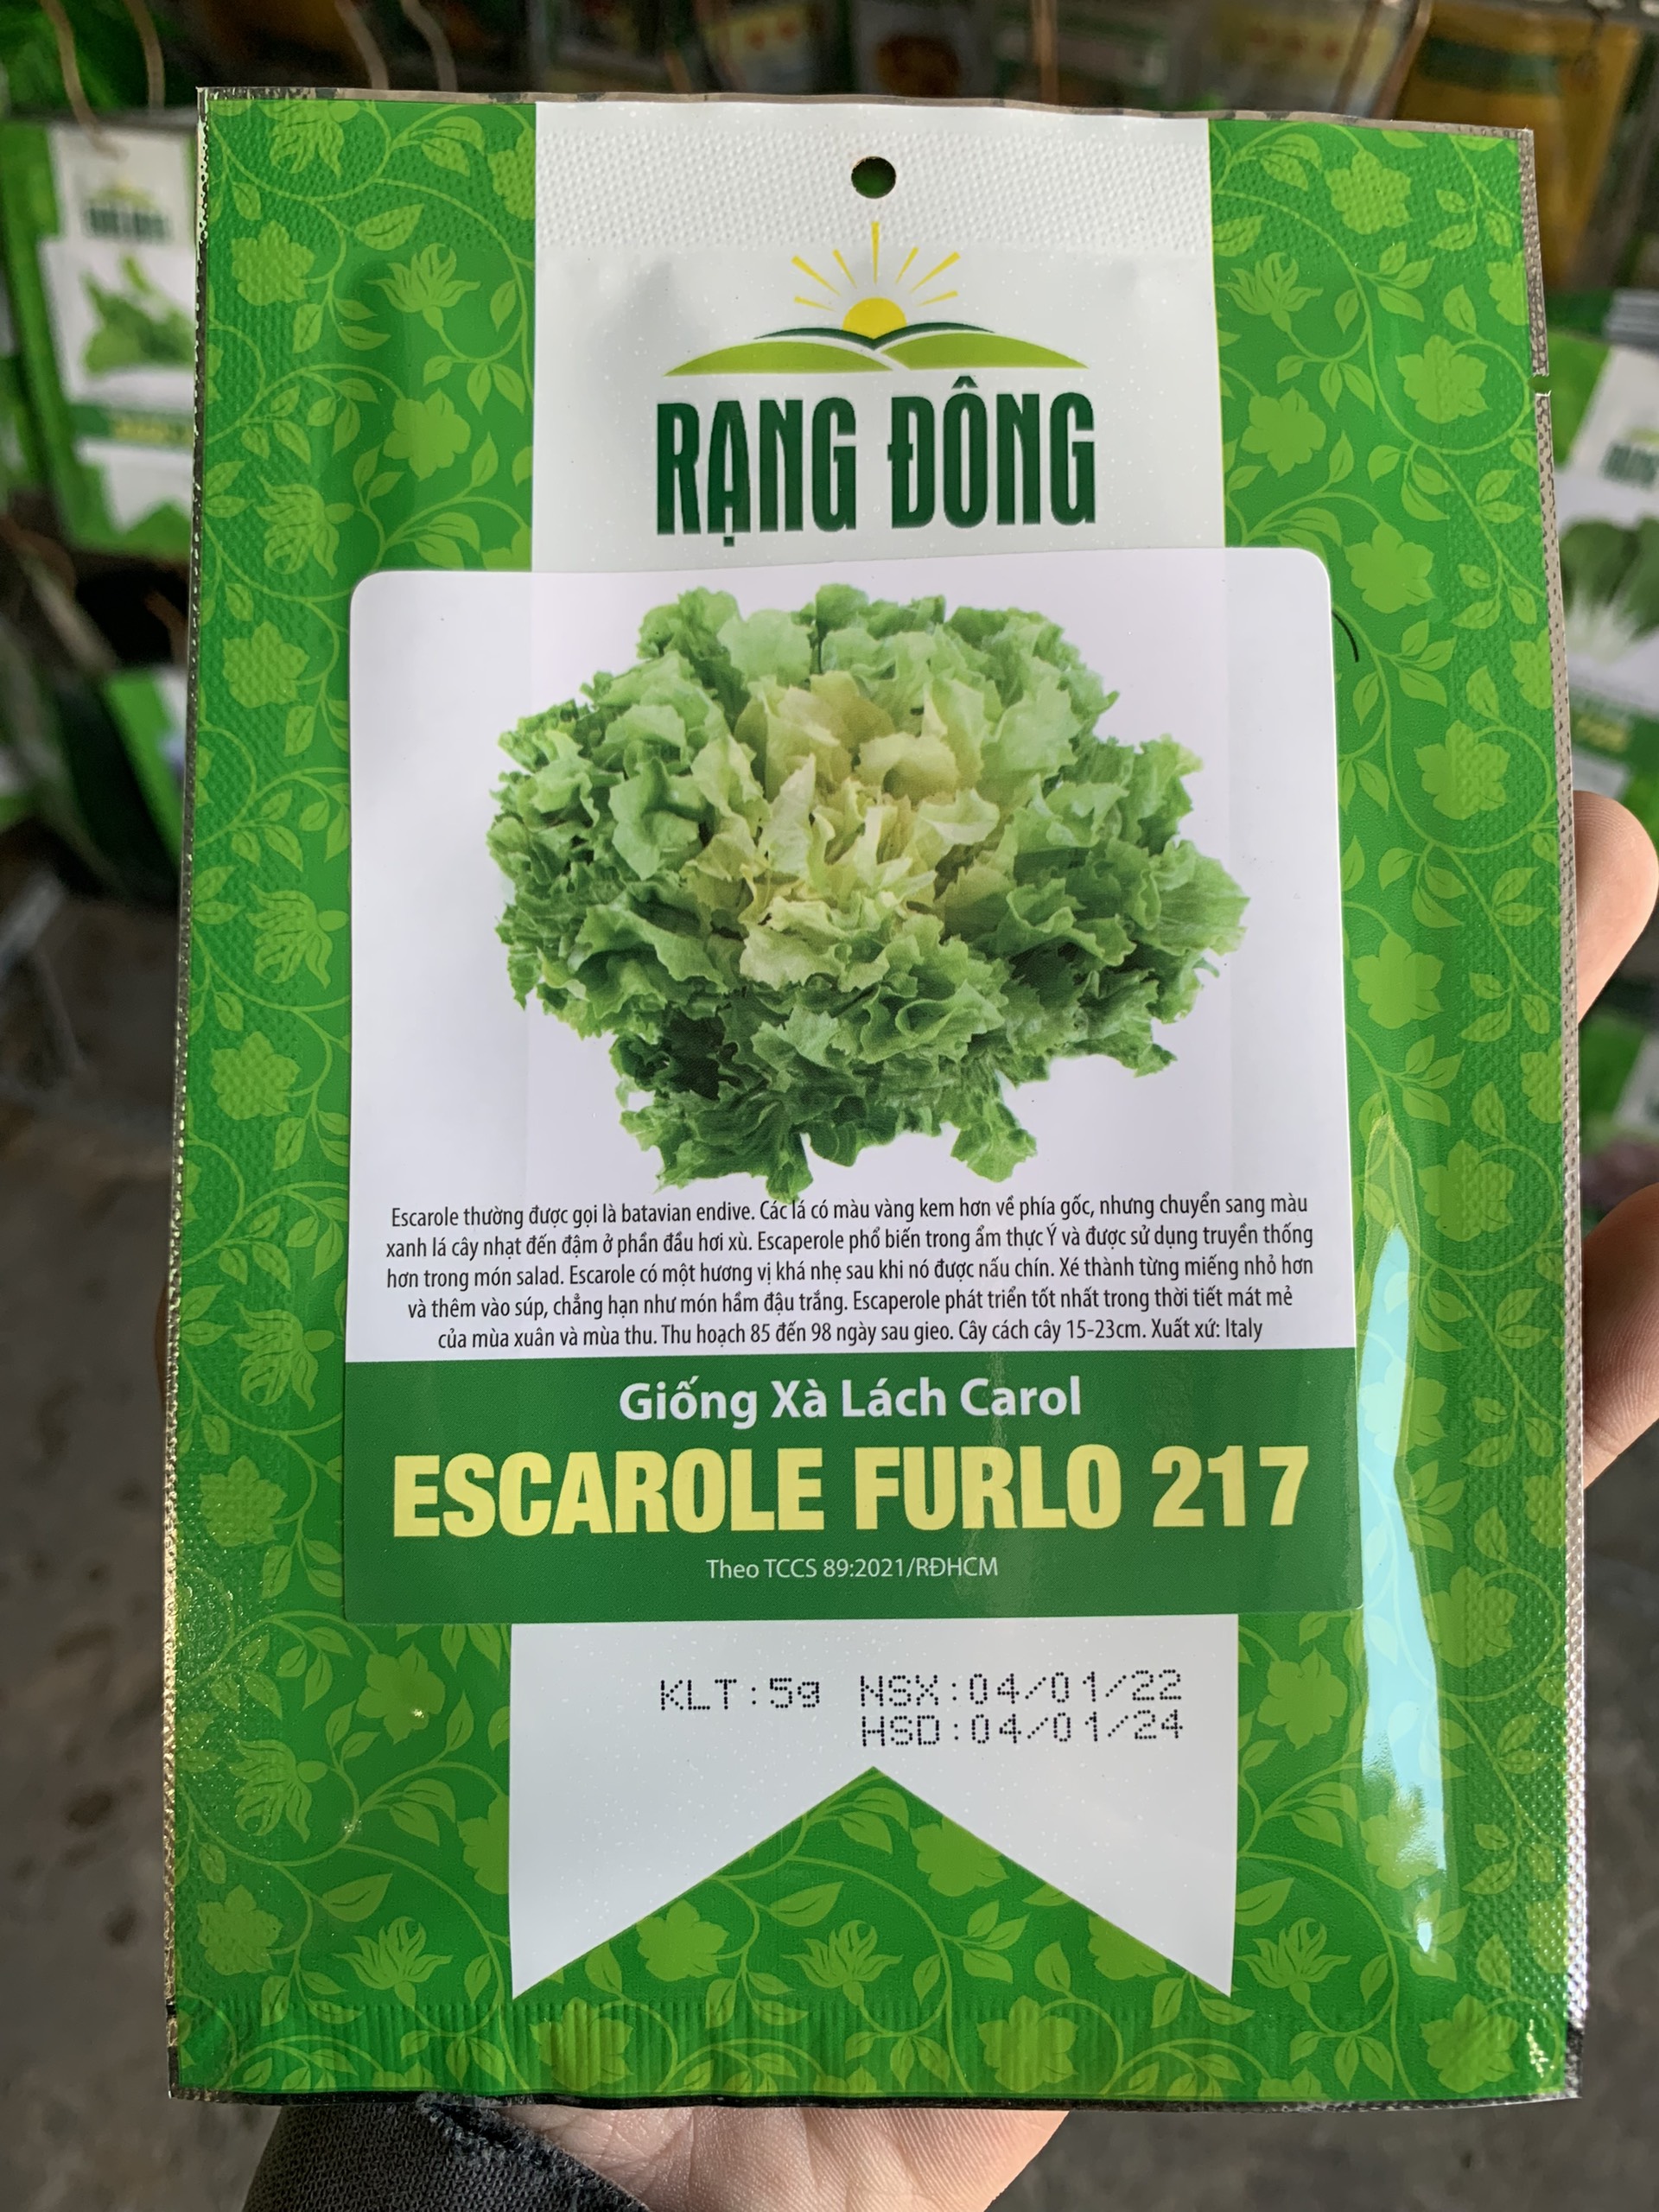 RẠNG ĐÔNG
Escarole thường được gọi là batavian endive. Các lá có màu vàng kem hơn về phía gốc, nhưng chuyển sang màu
xanh lá cây nhạt đến đậm ở phần đầu hơi xù. Escaperole phổ biến trong ẩm thực Ý và được sử dụng truyền thống
hơn trong món salad. Escarole có một hương vị khá nhẹ sau khi nó được nấu chín. Xé thành từng miếng nhỏ hơn
và thêm vào súp, chẳng hạn như món hầm đậu trắng. Escaperole phát triển tốt nhất trong thời tiết mát mẻ
của mùa xuân và mùa thu. Thu hoạch 85 đến 98 ngày sau gieo. Cây cách cây 15-23cm. Xuất xứ: Italy
Giống Xà Lách Carol
ESCAROLE FURLO 217
Theo TCCS 89:2021/RĐHCM
KLT:5g NSX:04/01/22
HSD:04/01/24